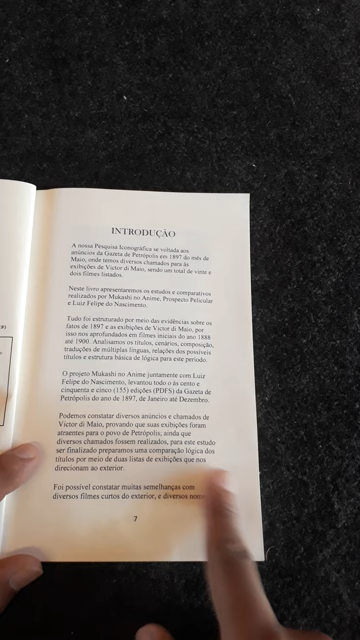 INTRODUÇÃO
A nossa Pesquisa Iconográfica se voltada aos
anúncios da Gazeta de Petrópolis em 1897 do mês de
Maio, onde temos diversos chamados para às
exibições de Victor di Maio, sendo um total de vinte e
dois filmes listados.
Neste livro apresentaremos os estudos e comparativos
realizados por Mukashi no Anime, Prospecto Pelicular
e Luiz Felipe do Nascimento.
Tudo foi estruturado por meio das evidências sobre os
fatos de 1897 e as exibições de Victor di Maio, por
isso nos aprofundados em filmes iniciais do ano 1888
até 1900. Analisamos os títulos, cenários, composição,
traduções de múltiplas línguas, relações dos possíveis
títulos e estrutura básica de lógica para este período.
O projeto Mukashi no Anime juntamente com Luiz
Felipe do Nascimento, levantou todo o às cento e
cinquenta e cinco (155) edições (PDFS) da Gazeta de
Petrópolis do ano de 1897, de Janeiro até Dezembro.
Podemos constatar diversos anúncios e chamados de
Victor di Maio, provando que suas exibições foram
atraentes para o povo de Petrópolis; ainda que
diversos chamados fossem realizados, para este estudo
ser finalizado preparamos uma comparação lógica dos
títulos por meio de duas listas de exibições que nos
direcionam ao exterior.
Foi possível constatar muitas semelhanças com
diversos filmes curtos do exterior, e diversos
7